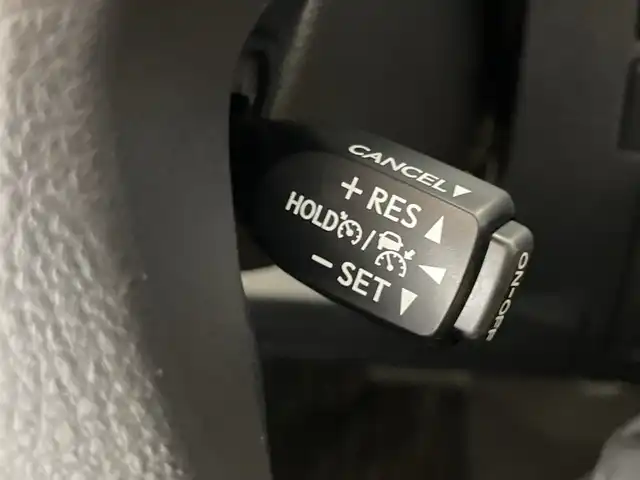 CANCEL▼
+ RES ▲
HOLD /
− SET ▼
ON-OFF